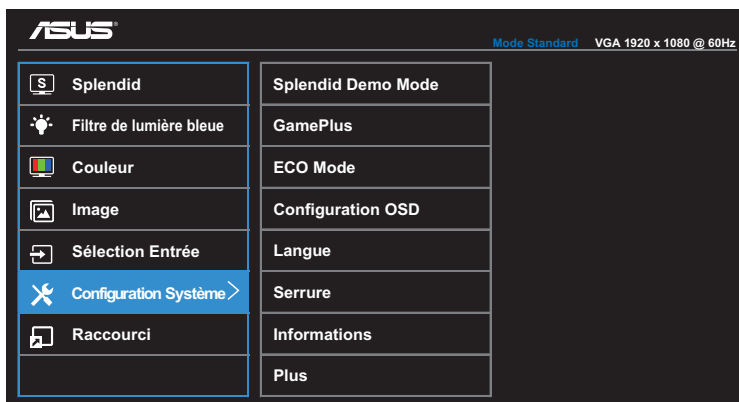 ASUS
Mode Standard VGA 1920 x 1080 @ 60Hz
S Splendid
Filtre de lumière bleue
Couleur
Image
Sélection Entrée
Configuration Système >
Raccourci
Splendid Demo Mode
GamePlus
ECO Mode
Configuration OSD
Langue
Serrure
Informations
Plus